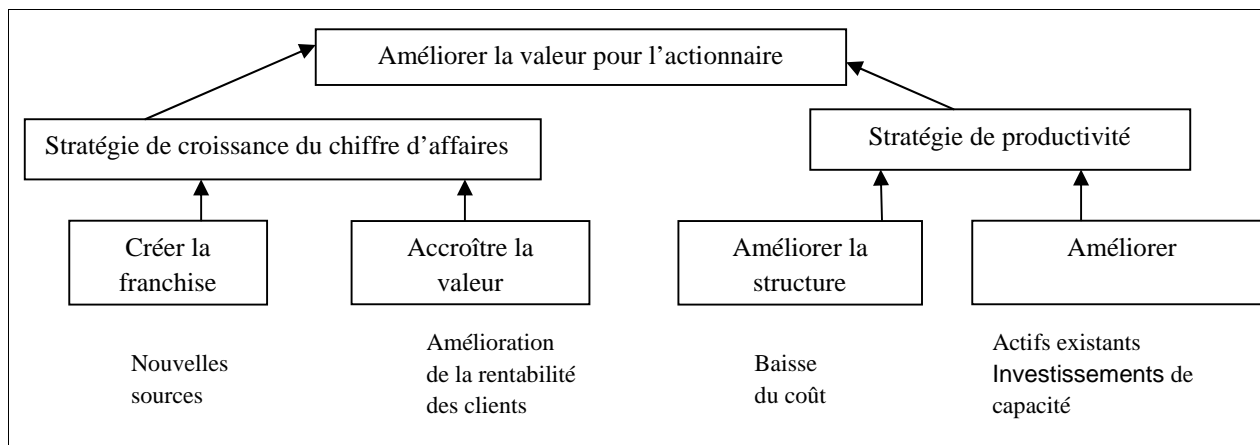 Améliorer la valeur pour l’actionnaire
Stratégie de croissance du chiffre d’affaires
Stratégie de productivité
Créer la
franchise
Accroître la
valeur
Améliorer la
structure
Améliorer
Nouvelles
sources
Amélioration
de la rentabilité
des clients
Baisse
du coût
Actifs existants
Investissements de
capacité